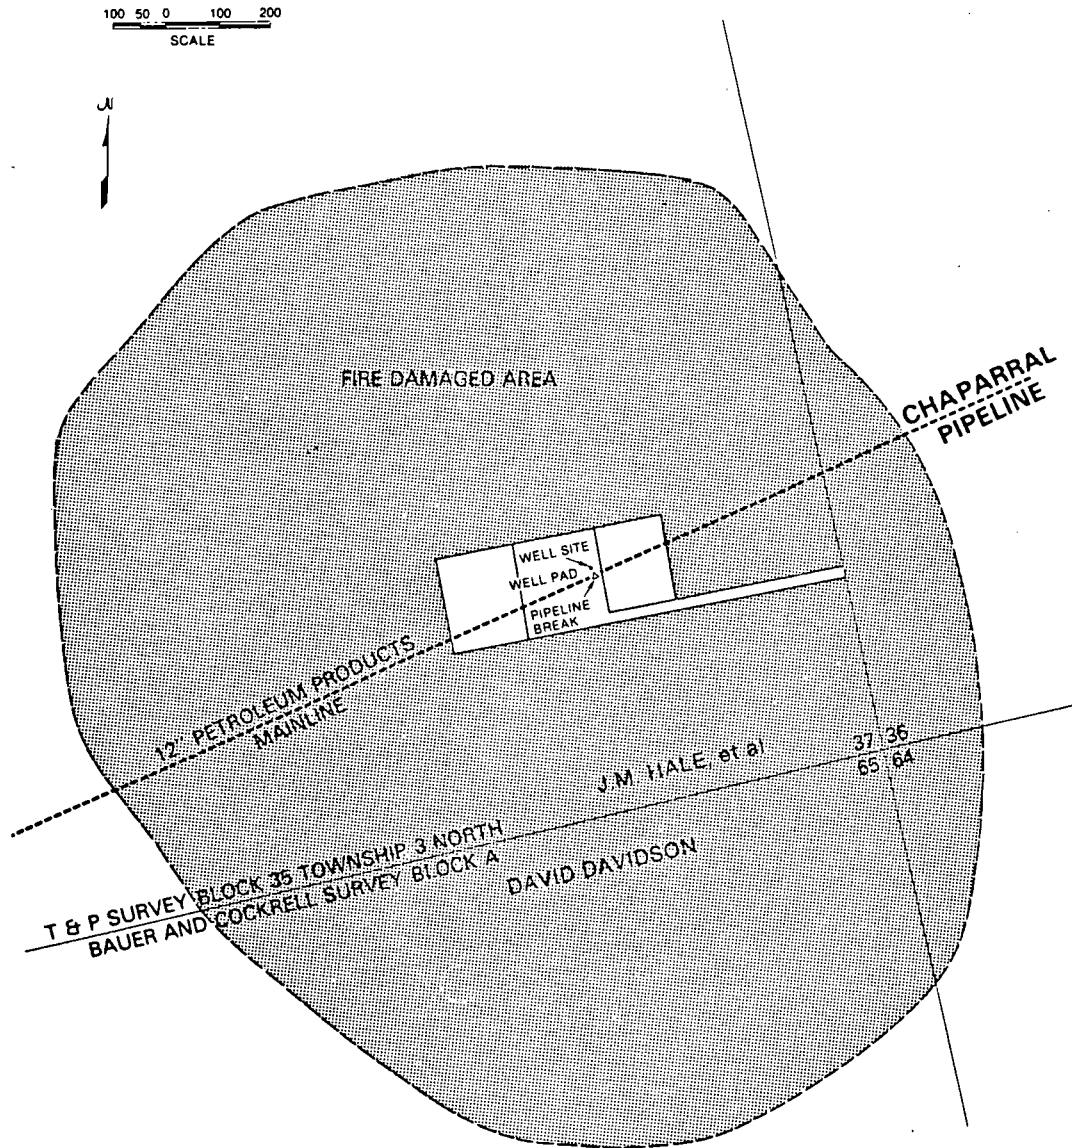 100 50 0 100 200
SCALE
N
FIRE DAMAGED AREA
CHAPARRAL
PIPELINE
WELL SITE
WELL PAD
PIPELINE
BREAK
12" PETROLEUM PRODUCTS
MAINLINE
J.M. HALE, et al
37 36
65 64
T & P SURVEY BLOCK 35 TOWNSHIP 3 NORTH
BAUER AND COCKRELL SURVEY BLOCK A
DAVID DAVIDSON